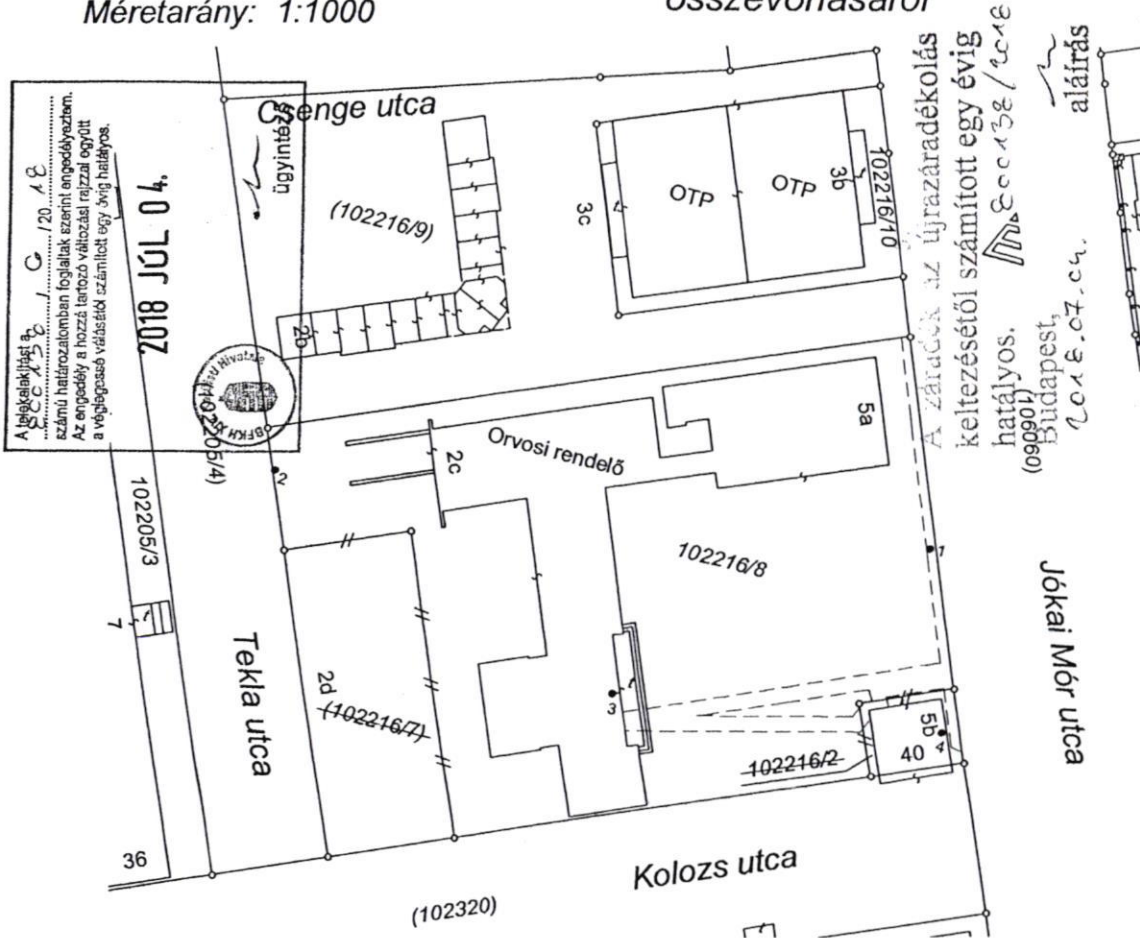 Méretarány: 1:1000
összevonásáról
A telekalakítást a
számú határozatomban foglaltak szerint engedélyeztem.
Az engedély a hozzá tartozó változási rajzzal együtt
a véglegessé válásától számított egy évig hatályos.
2018 JÚL 04.
ügyintéző
Csenge utca
(102216/9)
2b
3c
OTP
OTP
3b
102216/10
A záradék az újrazáradékolás
keltezésétől számított egy évig
hatályos.
Budapest,
2018.07.04.
aláírás
(109060)
102205/3
2
2c
Orvosi rendelő
5a
102216/8
1
Jókai Mór utca
7
Tekla utca
2d
(102216/7)
3
5b
4
40
102216/2
36
Kolozs utca
(102320)